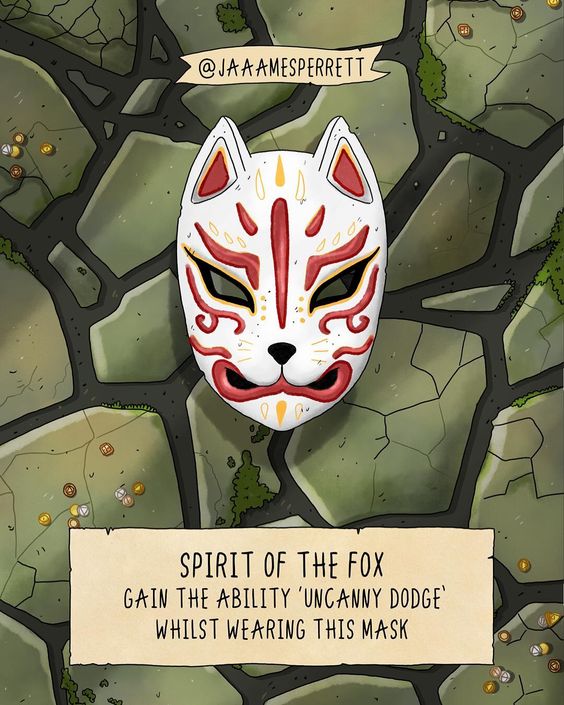 @JAAAMESPERRETT
SPIRIT OF THE FOX
GAIN THE ABILITY 'UNCANNY DODGE'
WHILST WEARING THIS MASK